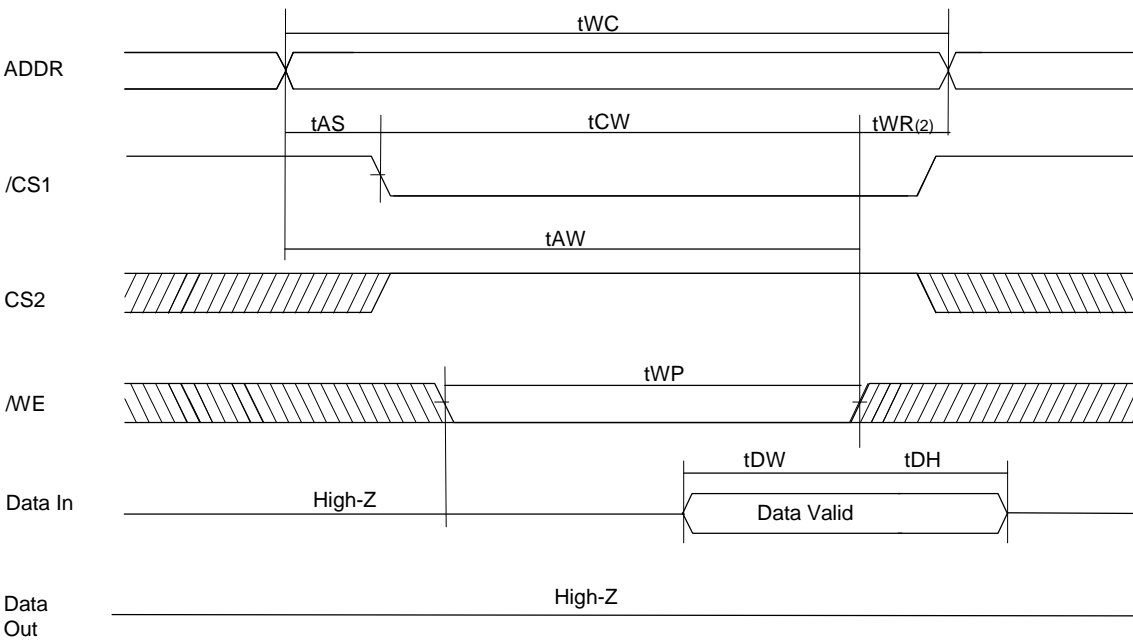 tWC
ADDR
tAS tCW tWR(2)
/CS1
tAW
CS2
tWP
/WE
tDW tDH
Data In High-Z Data Valid
High-Z
Data
Out